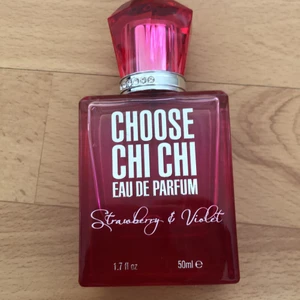 CHOOSE
CHI CHI
EAU DE PARFUM
Strawberry & Violet
1.7 fl oz 50ml ℮